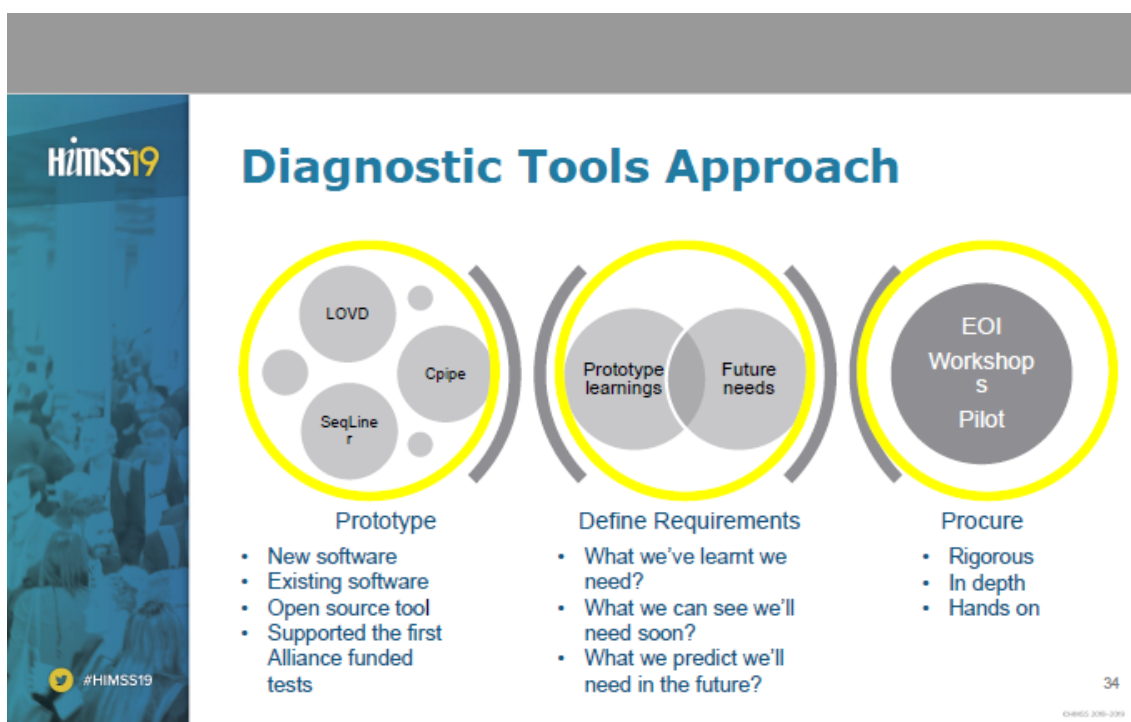 HiMSS19
Diagnostic Tools Approach
LOVD
Cpipe
SeqLine
r
Prototype
learnings
Future
needs
EOI
Workshop
s
Pilot
Prototype
• New software
• Existing software
• Open source tool
• Supported the first
Alliance funded
tests
Define Requirements
• What we've learnt we
need?
• What we can see we'll
need soon?
• What we predict we'll
need in the future?
Procure
• Rigorous
• In depth
• Hands on
#HIMSS19
34
©HIMSS 2018-2019